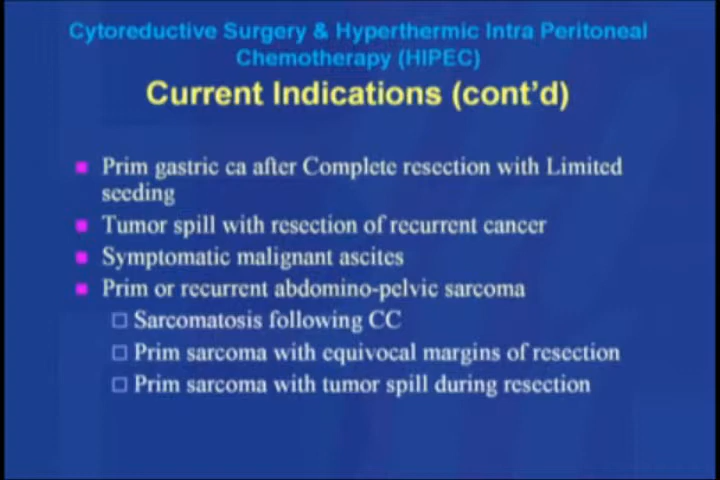 Cytoreductive Surgery & Hyperthermic Intra Peritoneal
Chemotherapy (HIPEC)
Current Indications (cont'd)
Prim gastric ca after Complete resection with Limited
seeding
Tumor spill with resection of recurrent cancer
Symptomatic malignant ascites
Prim or recurrent abdomino-pelvic sarcoma
Sarcomatosis following CC
Prim sarcoma with equivocal margins of resection
Prim sarcoma with tumor spill during resection